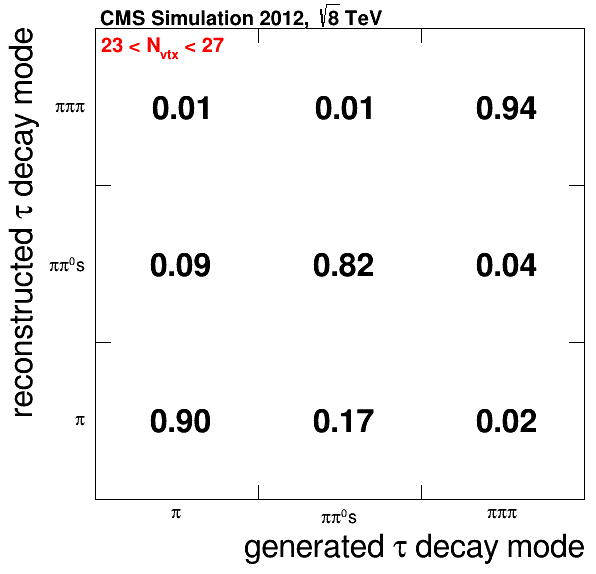 CMS Simulation 2012, √8 TeV
23 < Nvtx < 27
reconstructed τ decay mode
πππ 0.01 0.01 0.94
ππ⁰s 0.09 0.82 0.04
π 0.90 0.17 0.02
π ππ⁰s πππ
generated τ decay mode